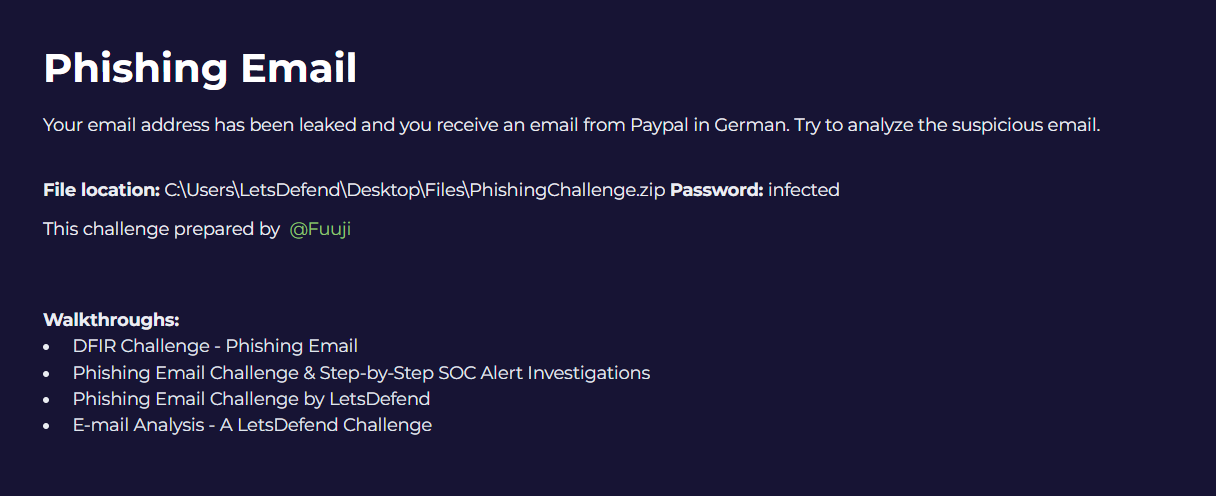 Phishing Email
Your email address has been leaked and you receive an email from Paypal in German. Try to analyze the suspicious email.
File location: C:\Users\LetsDefend\Desktop\Files\PhishingChallenge.zip Password: infected
This challenge prepared by @Fuuji
Walkthroughs:
• DFIR Challenge - Phishing Email
• Phishing Email Challenge & Step-by-Step SOC Alert Investigations
• Phishing Email Challenge by LetsDefend
• E-mail Analysis - A LetsDefend Challenge